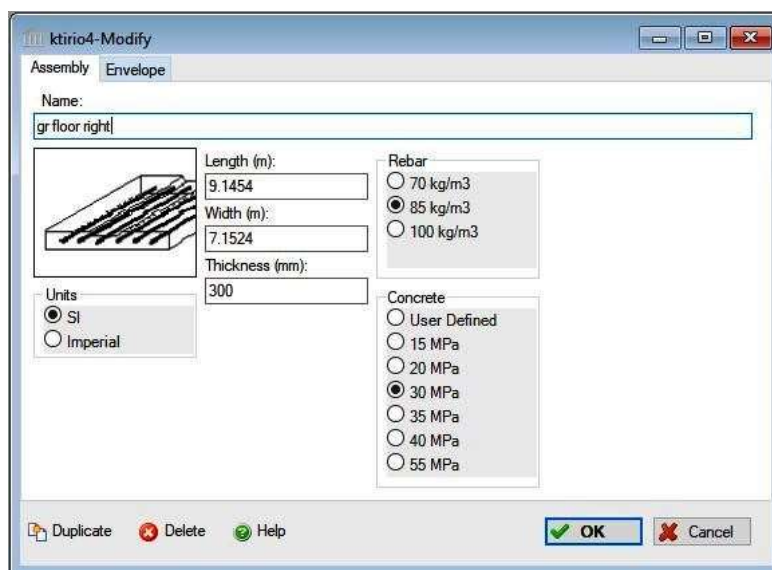 ktirio4-Modify
Assembly Envelope
Name:
gr floor right
Length (m):
9.1454
Width (m):
7.1524
Thickness (mm):
300
Units
SI
Imperial
Rebar
70 kg/m3
85 kg/m3
100 kg/m3
Concrete
User Defined
15 MPa
20 MPa
30 MPa
35 MPa
40 MPa
55 MPa
Duplicate Delete Help OK Cancel